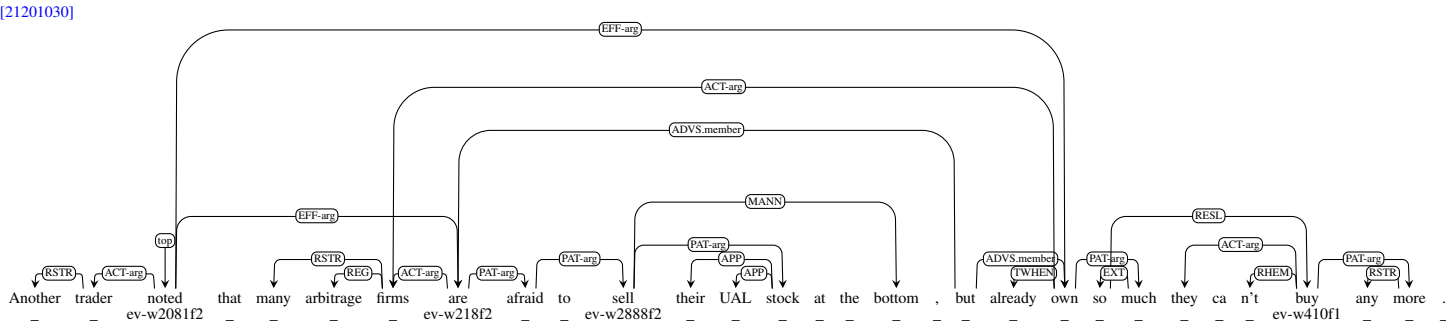 [21201030]
EFF-arg
ACT-arg
ADVS.member
MANN
EFF-arg RESL
top PAT-arg ACT-arg
RSTR PAT-arg APP ADVS.member PAT-arg PAT-arg
RSTR ACT-arg REG ACT-arg PAT-arg APP TWHEN EXT RHEM RSTR
Another trader noted that many arbitrage firms are afraid to sell their UAL stock at the bottom , but already own so much they ca n't buy any more .
_ _ ev-w2081f2 _ _ _ _ ev-w218f2 _ _ ev-w2888f2 _ _ _ _ _ _ _ _ _ _ _ _ _ _ _ ev-w410f1 _ _ _